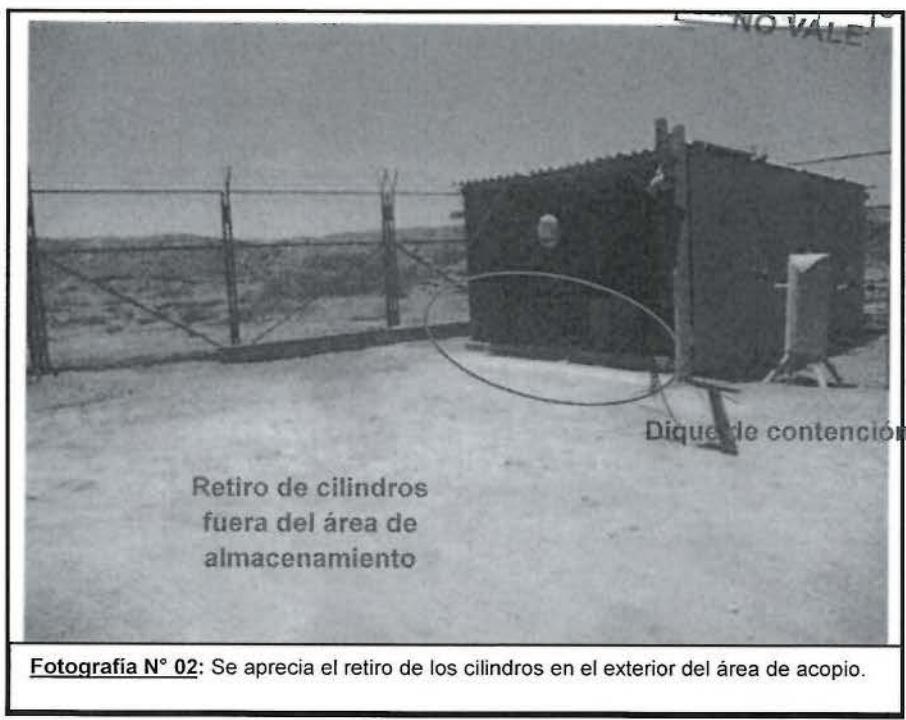 NO VALE
Dique de contención
Retiro de cilindros
fuera del área de
almacenamiento
Fotografía N° 02: Se aprecia el retiro de los cilindros en el exterior del área de acopio.